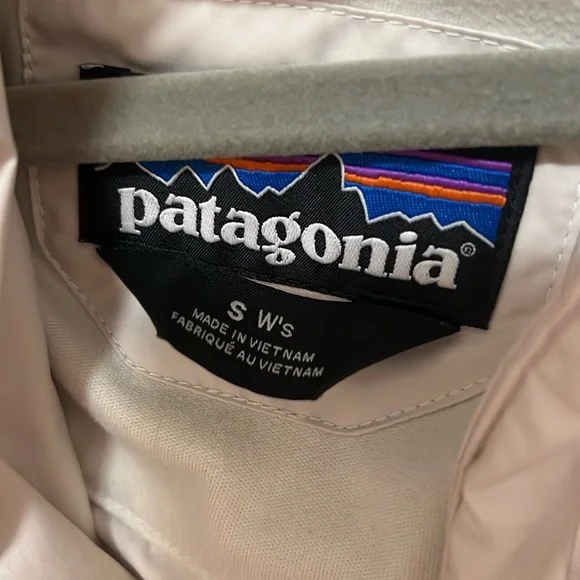 patagonia®
S W's
MADE IN VIETNAM
FABRIQUÉ AU VIETNAM